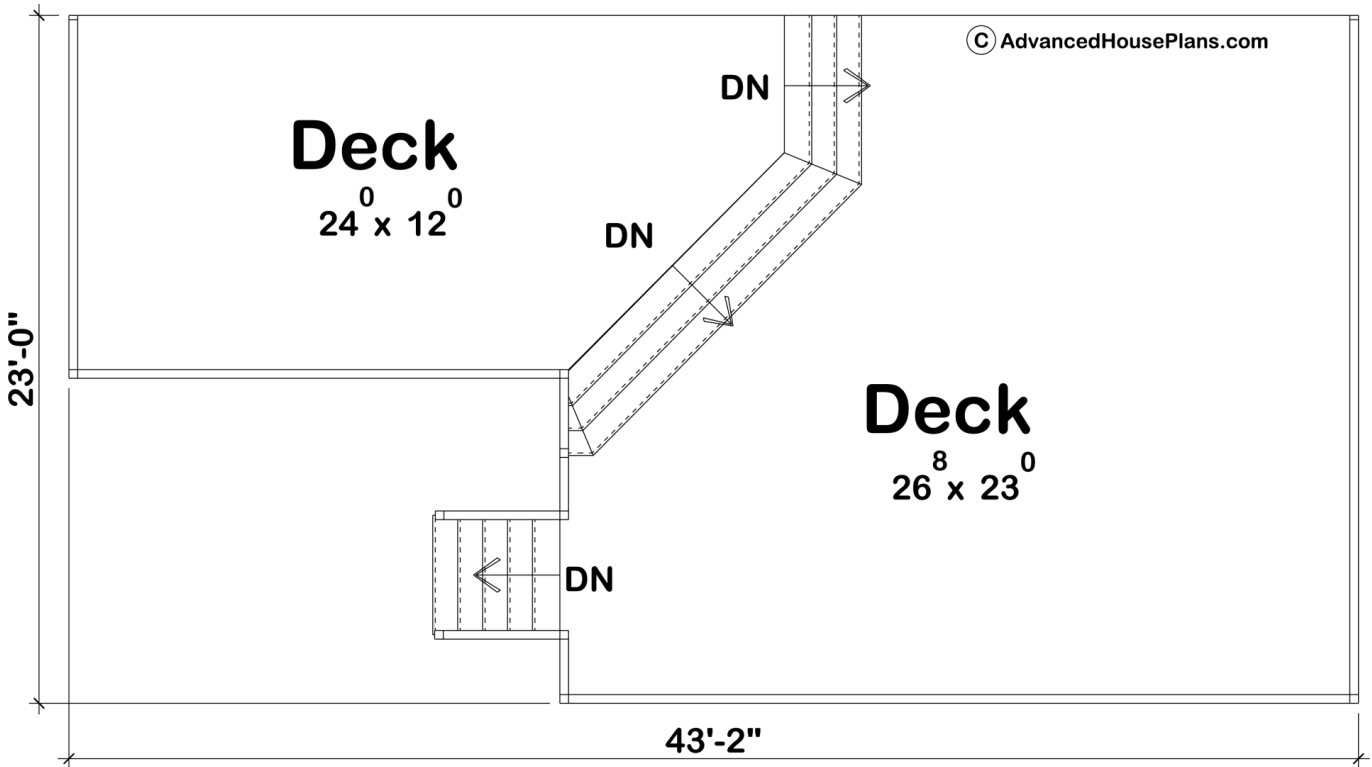 © AdvancedHousePlans.com
DN
Deck
24⁰ x 12⁰
DN
23'-0"
Deck
26⁸ x 23⁰
DN
43'-2"